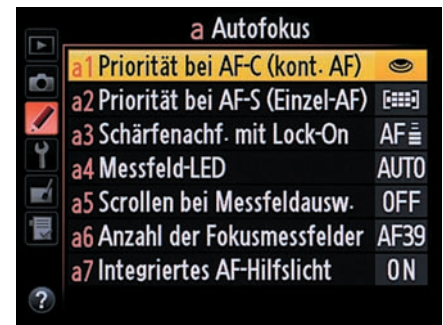 a Autofokus
a1 Priorität bei AF-C (kont. AF)
a2 Priorität bei AF-S (Einzel-AF)
a3 Schärfenachf. mit Lock-On AF
a4 Messfeld-LED AUTO
a5 Scrollen bei Messfeldausw. OFF
a6 Anzahl der Fokusmessfelder AF39
a7 Integriertes AF-Hilfslicht ON
?